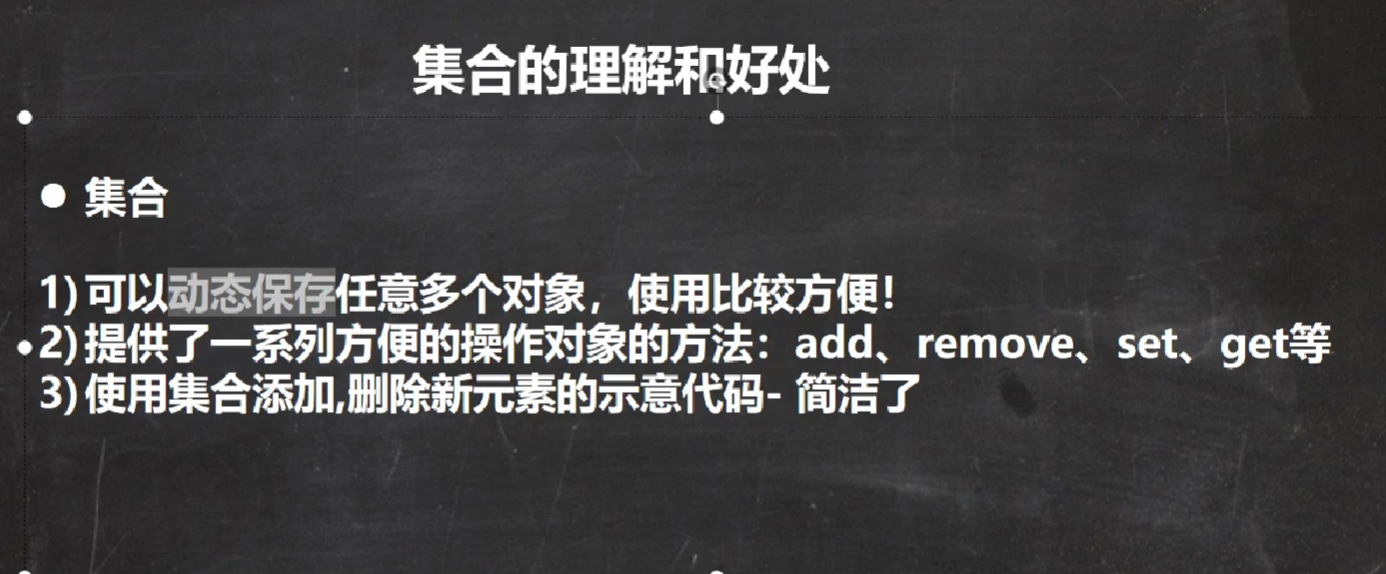 集合的理解和好处
● 集合
1) 可以动态保存任意多个对象，使用比较方便！
2) 提供了一系列方便的操作对象的方法：add、remove、set、get等
3) 使用集合添加,删除新元素的示意代码- 简洁了